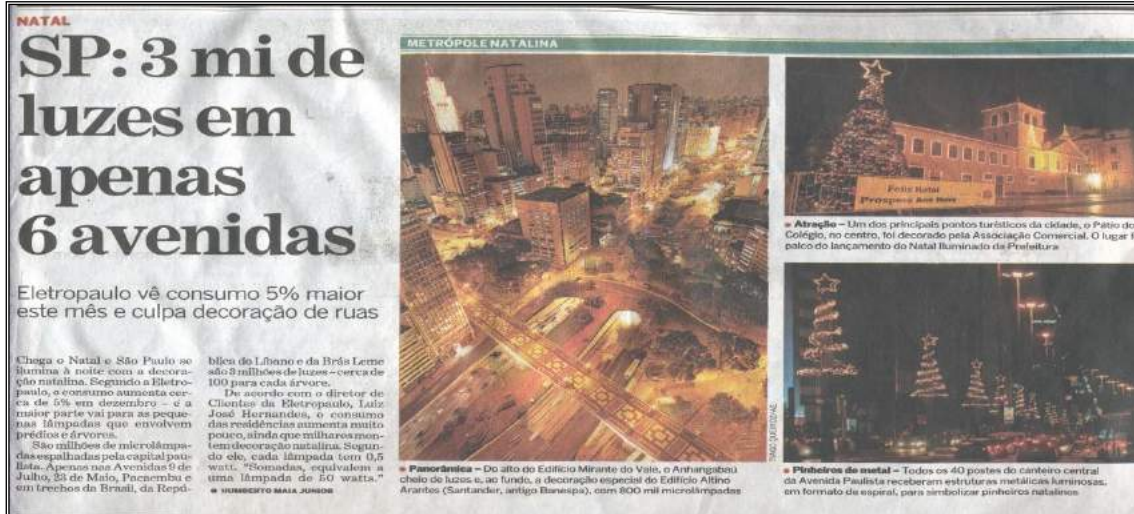 NATAL
SP: 3 mi de
luzes em
apenas
6 avenidas
Eletropaulo vê consumo 5% maior
este mês e culpa decoração de ruas
Chega o Natal e São Paulo se
ilumina à noite com a decora-
ção natalina. Segundo a Eletro-
paulo, o consumo aumenta cer-
ca de 5% em dezembro – e a
maior parte vai para as peque-
nas lâmpadas que envolvem
prédios e árvores.
São milhões de microlâmpa-
das espalhadas pela capital pau-
lista. Apenas nas Avenidas 9 de
Julho, 23 de Maio, Pacaembu e
em trechos da Brasil, da Repú-
blica do Líbano e da Brás Leme
são 3 milhões de luzes – cerca de
100 para cada árvore.
De acordo com o diretor de
Clientes da Eletropaulo, Luiz
José Hernandes, o consumo
das residências aumenta muito
pouco, ainda que milhares mon-
tem decoração natalina. Segun-
do ele, cada lâmpada tem 0,5
watt. "Somadas, equivalem a
uma lâmpada de 50 watts."
HUMBERTO MAIA JUNIOR
METRÓPOLE NATALINA
TIAGO QUEIROZ/AE
Panorâmica – Do alto do Edifício Mirante do Vale, o Anhangabaú
cheio de luzes e, ao fundo, a decoração especial do Edifício Altino
Arantes (Santander, antigo Banespa), com 800 mil microlâmpadas
Feliz Natal
Próspero Ano Novo
Atração – Um dos principais pontos turísticos da cidade, o Pátio do
Colégio, no centro, foi decorado pela Associação Comercial. O lugar f
palco do lançamento do Natal Iluminado da Prefeitura
Pinheiros de metal – Todos os 40 postes do canteiro central
da Avenida Paulista receberam estruturas metálicas luminosas,
em formato de espiral, para simbolizar pinheiros natalinos